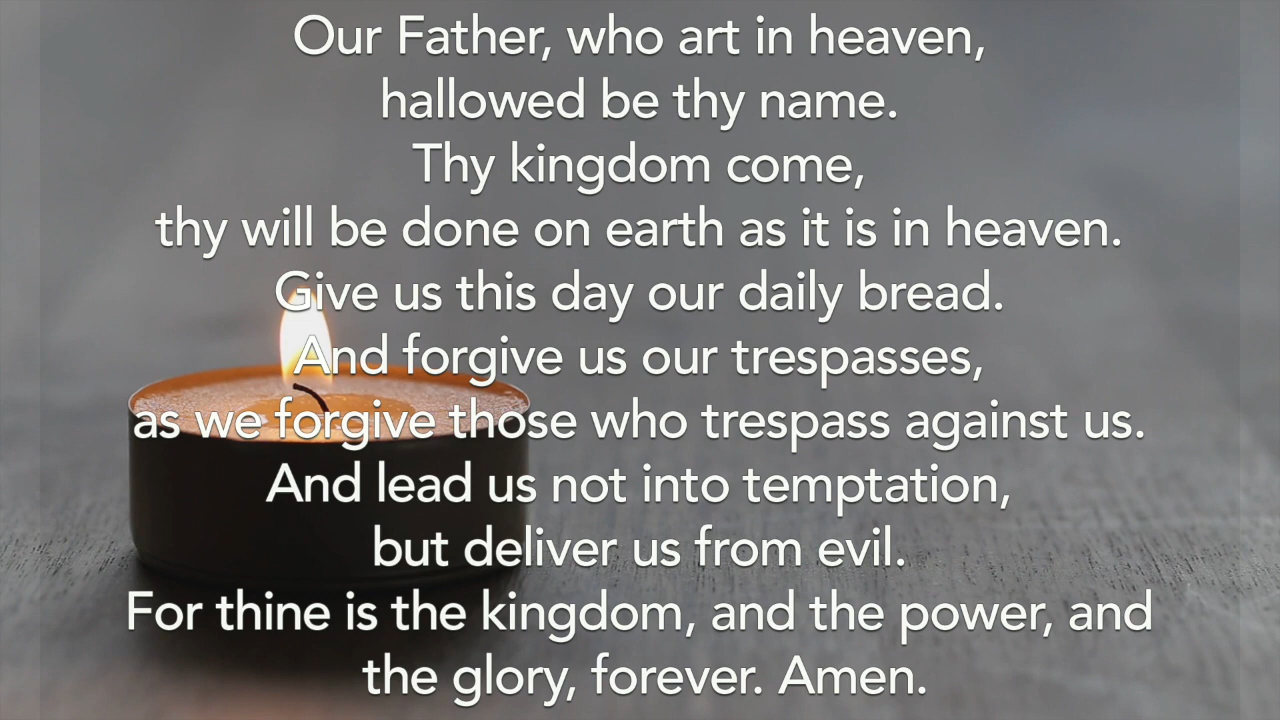 Our Father, who art in heaven,
hallowed be thy name.
Thy kingdom come,
thy will be done on earth as it is in heaven.
Give us this day our daily bread.
And forgive us our trespasses,
as we forgive those who trespass against us.
And lead us not into temptation,
but deliver us from evil.
For thine is the kingdom, and the power, and
the glory, forever. Amen.